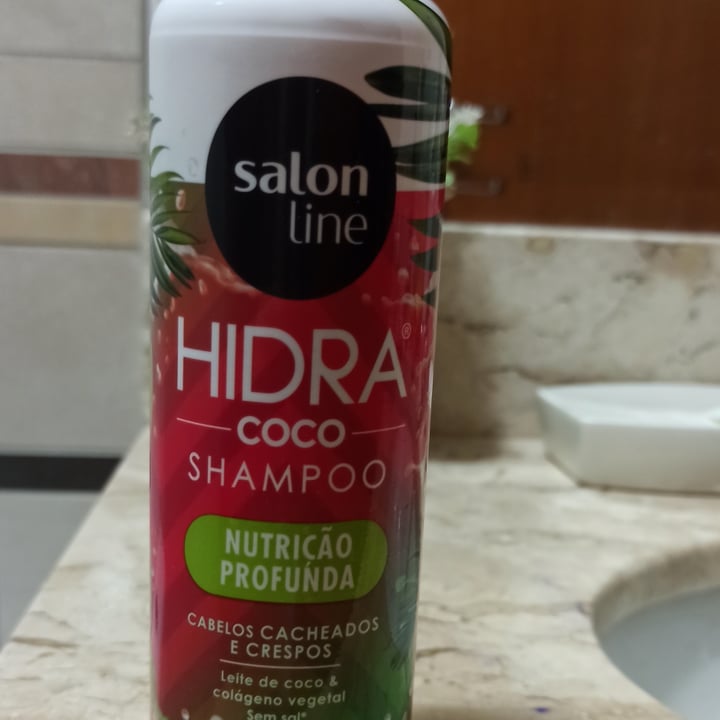 salon
line
HIDRA®
COCO
SHAMPOO
NUTRIÇÃO
PROFUNDA
CABELOS CACHEADOS
E CRESPOS
Leite de coco &
colágeno vegetal
Sem sal*